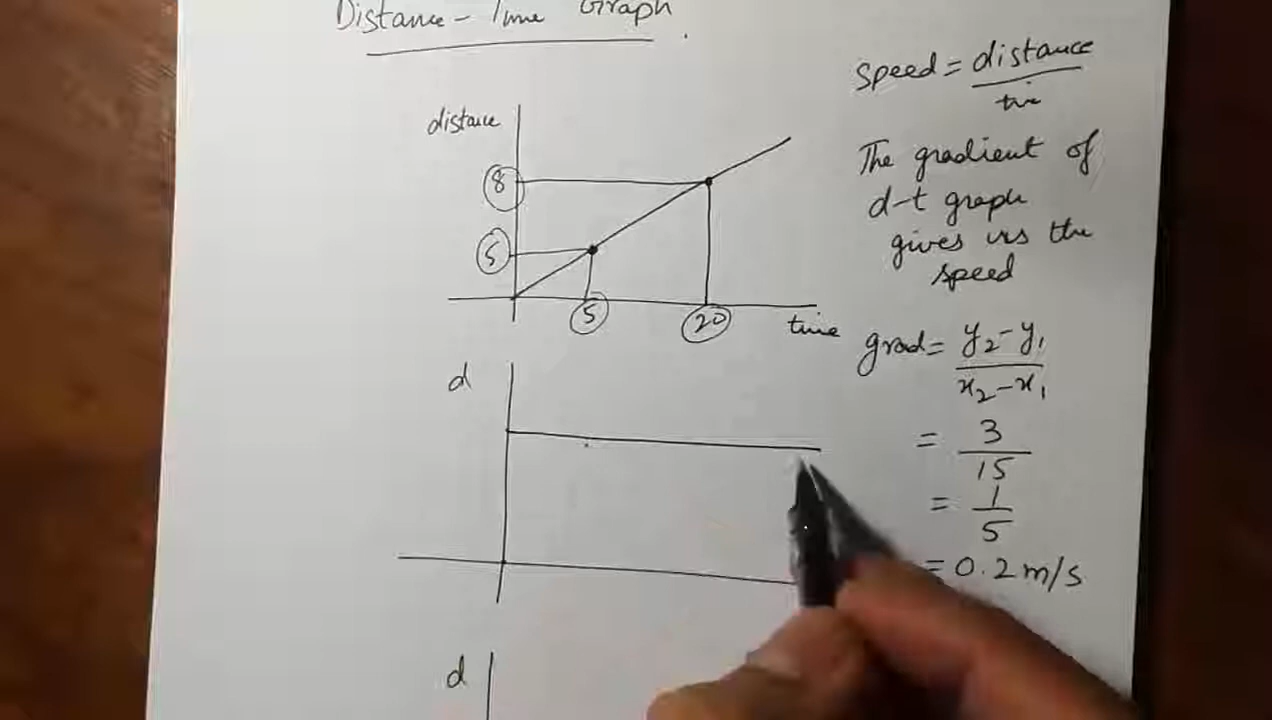 Distance - Time Graph
distance
8
5
5
20
time
speed = distance
time
The gradient of
d-t graph
gives us the
speed
grad = y2 - y1
x2 - x1
= 3
15
= 1
5
= 0.2 m/s
d
d